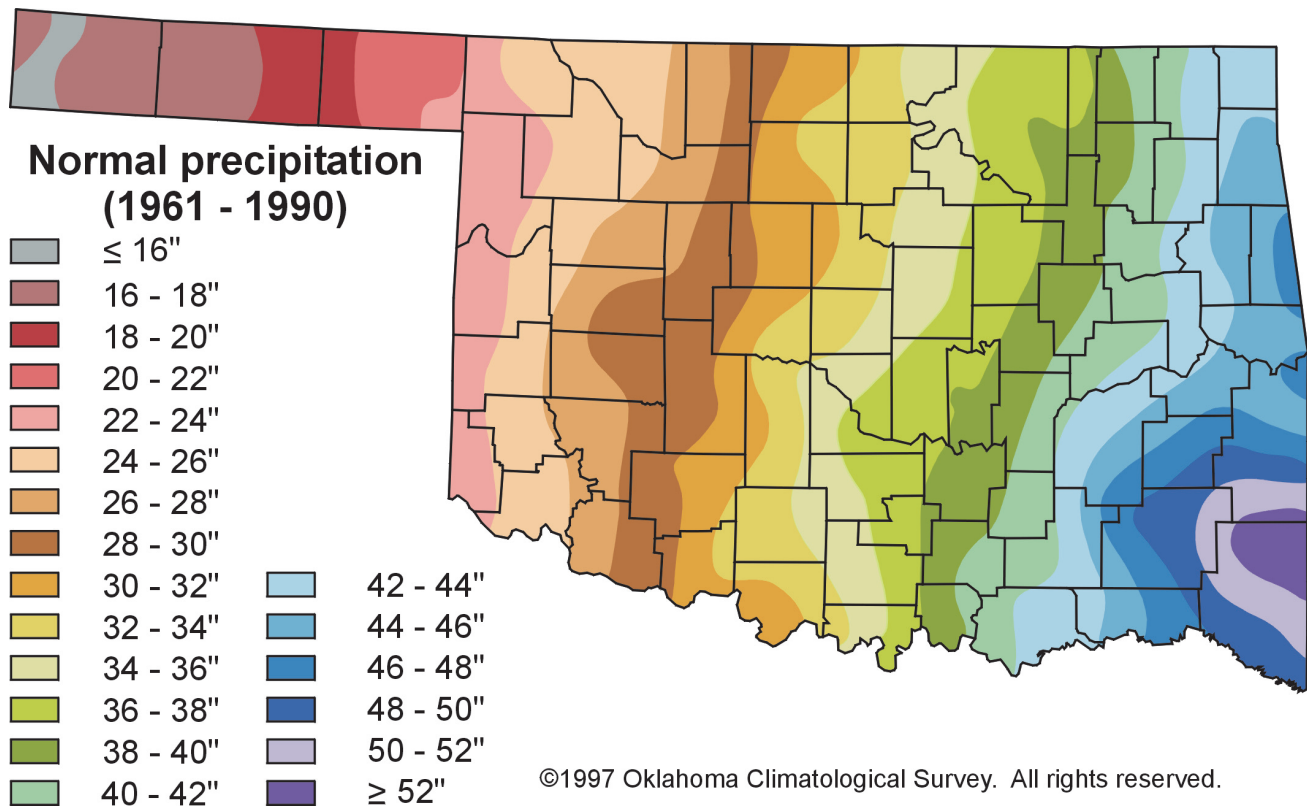 Normal precipitation
(1961 - 1990)
≤ 16"
16 - 18"
18 - 20"
20 - 22"
22 - 24"
24 - 26"
26 - 28"
28 - 30"
30 - 32"
32 - 34"
34 - 36"
36 - 38"
38 - 40"
40 - 42"
42 - 44"
44 - 46"
46 - 48"
48 - 50"
50 - 52"
≥ 52"
©1997 Oklahoma Climatological Survey. All rights reserved.